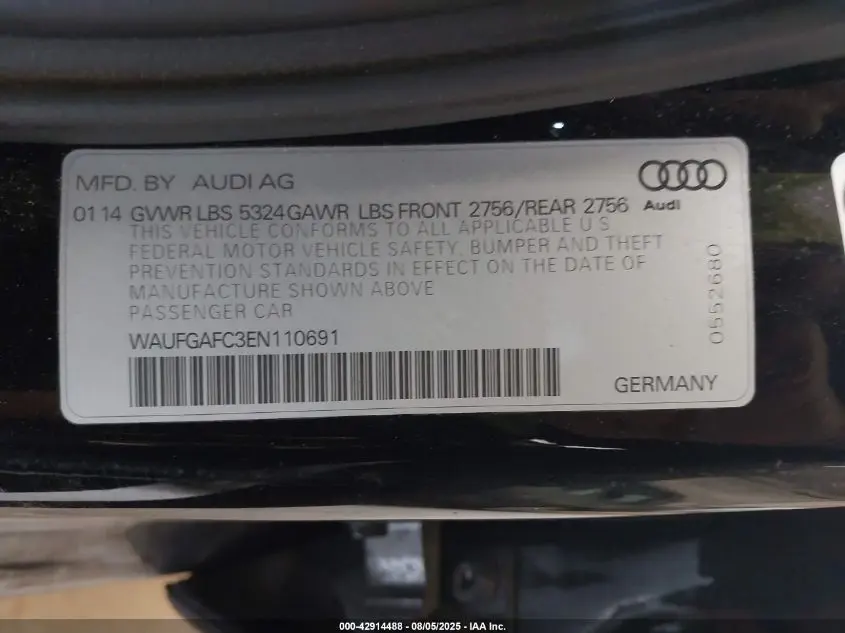 MFD. BY AUDI AG
Audi
01 14 GVWR LBS 5324 GAWR LBS FRONT 2756/REAR 2756
THIS VEHICLE CONFORMS TO ALL APPLICABLE U S
FEDERAL MOTOR VEHICLE SAFETY, BUMPER AND THEFT
PREVENTION STANDARDS IN EFFECT ON THE DATE OF
MANUFACTURE SHOWN ABOVE
PASSENGER CAR
0552680
WAUFGAFC3EN110691
GERMANY
000-42914488 - 08/05/2025 - IAA Inc.